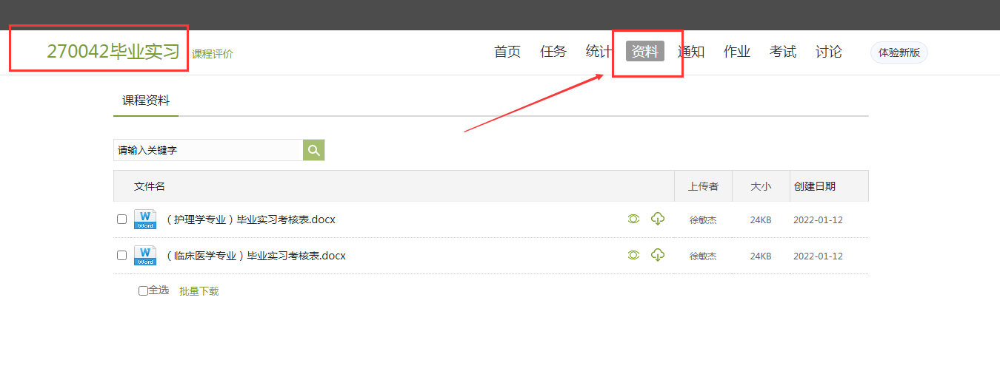 270042毕业实习 课程评价 首页 任务 统计 资料 通知 作业 考试 讨论 体验新版
课程资料
请输入关键字
文件名 上传者 大小 创建日期
W Word （护理学专业）毕业实习考核表.docx 徐敏杰 24KB 2022-01-12
W Word （临床医学专业）毕业实习考核表.docx 徐敏杰 24KB 2022-01-12
全选 批量下载